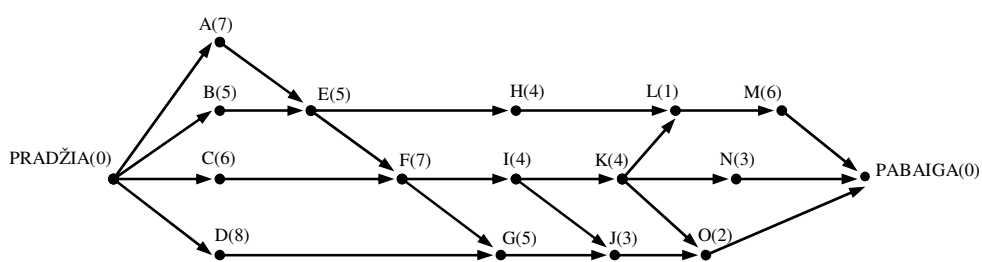 A(7)
B(5)
E(5)
H(4)
L(1)
M(6)
PRADŽIA(0)
C(6)
F(7)
I(4)
K(4)
N(3)
PABAIGA(0)
D(8)
G(5)
J(3)
O(2)